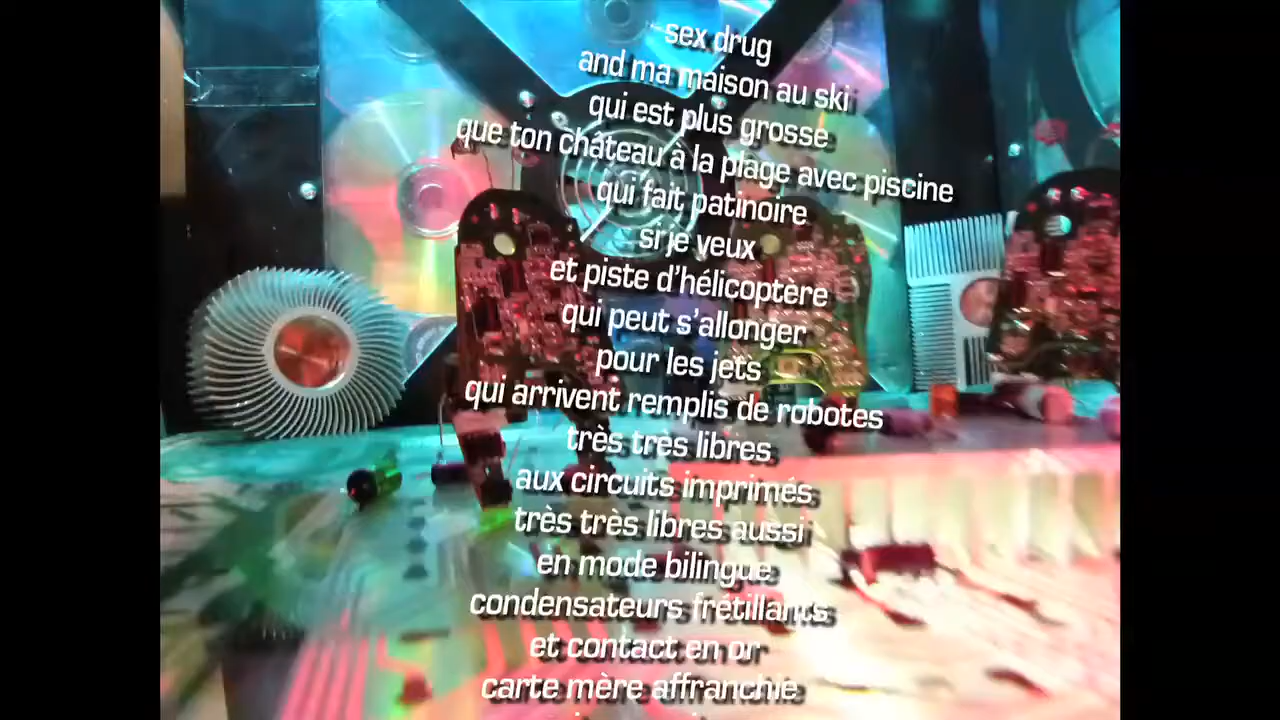 sex drug
and ma maison au ski
qui est plus grosse
que ton château à la plage avec piscine
qui fait patinoire
si je veux
et piste d'hélicoptère
qui peut s'allonger
pour les jets
qui arrivent remplis de robotes
très très libres
aux circuits imprimés
très très libres aussi
en mode bilingue
condensateurs frétillants
et contact en or
carte mère affranchie